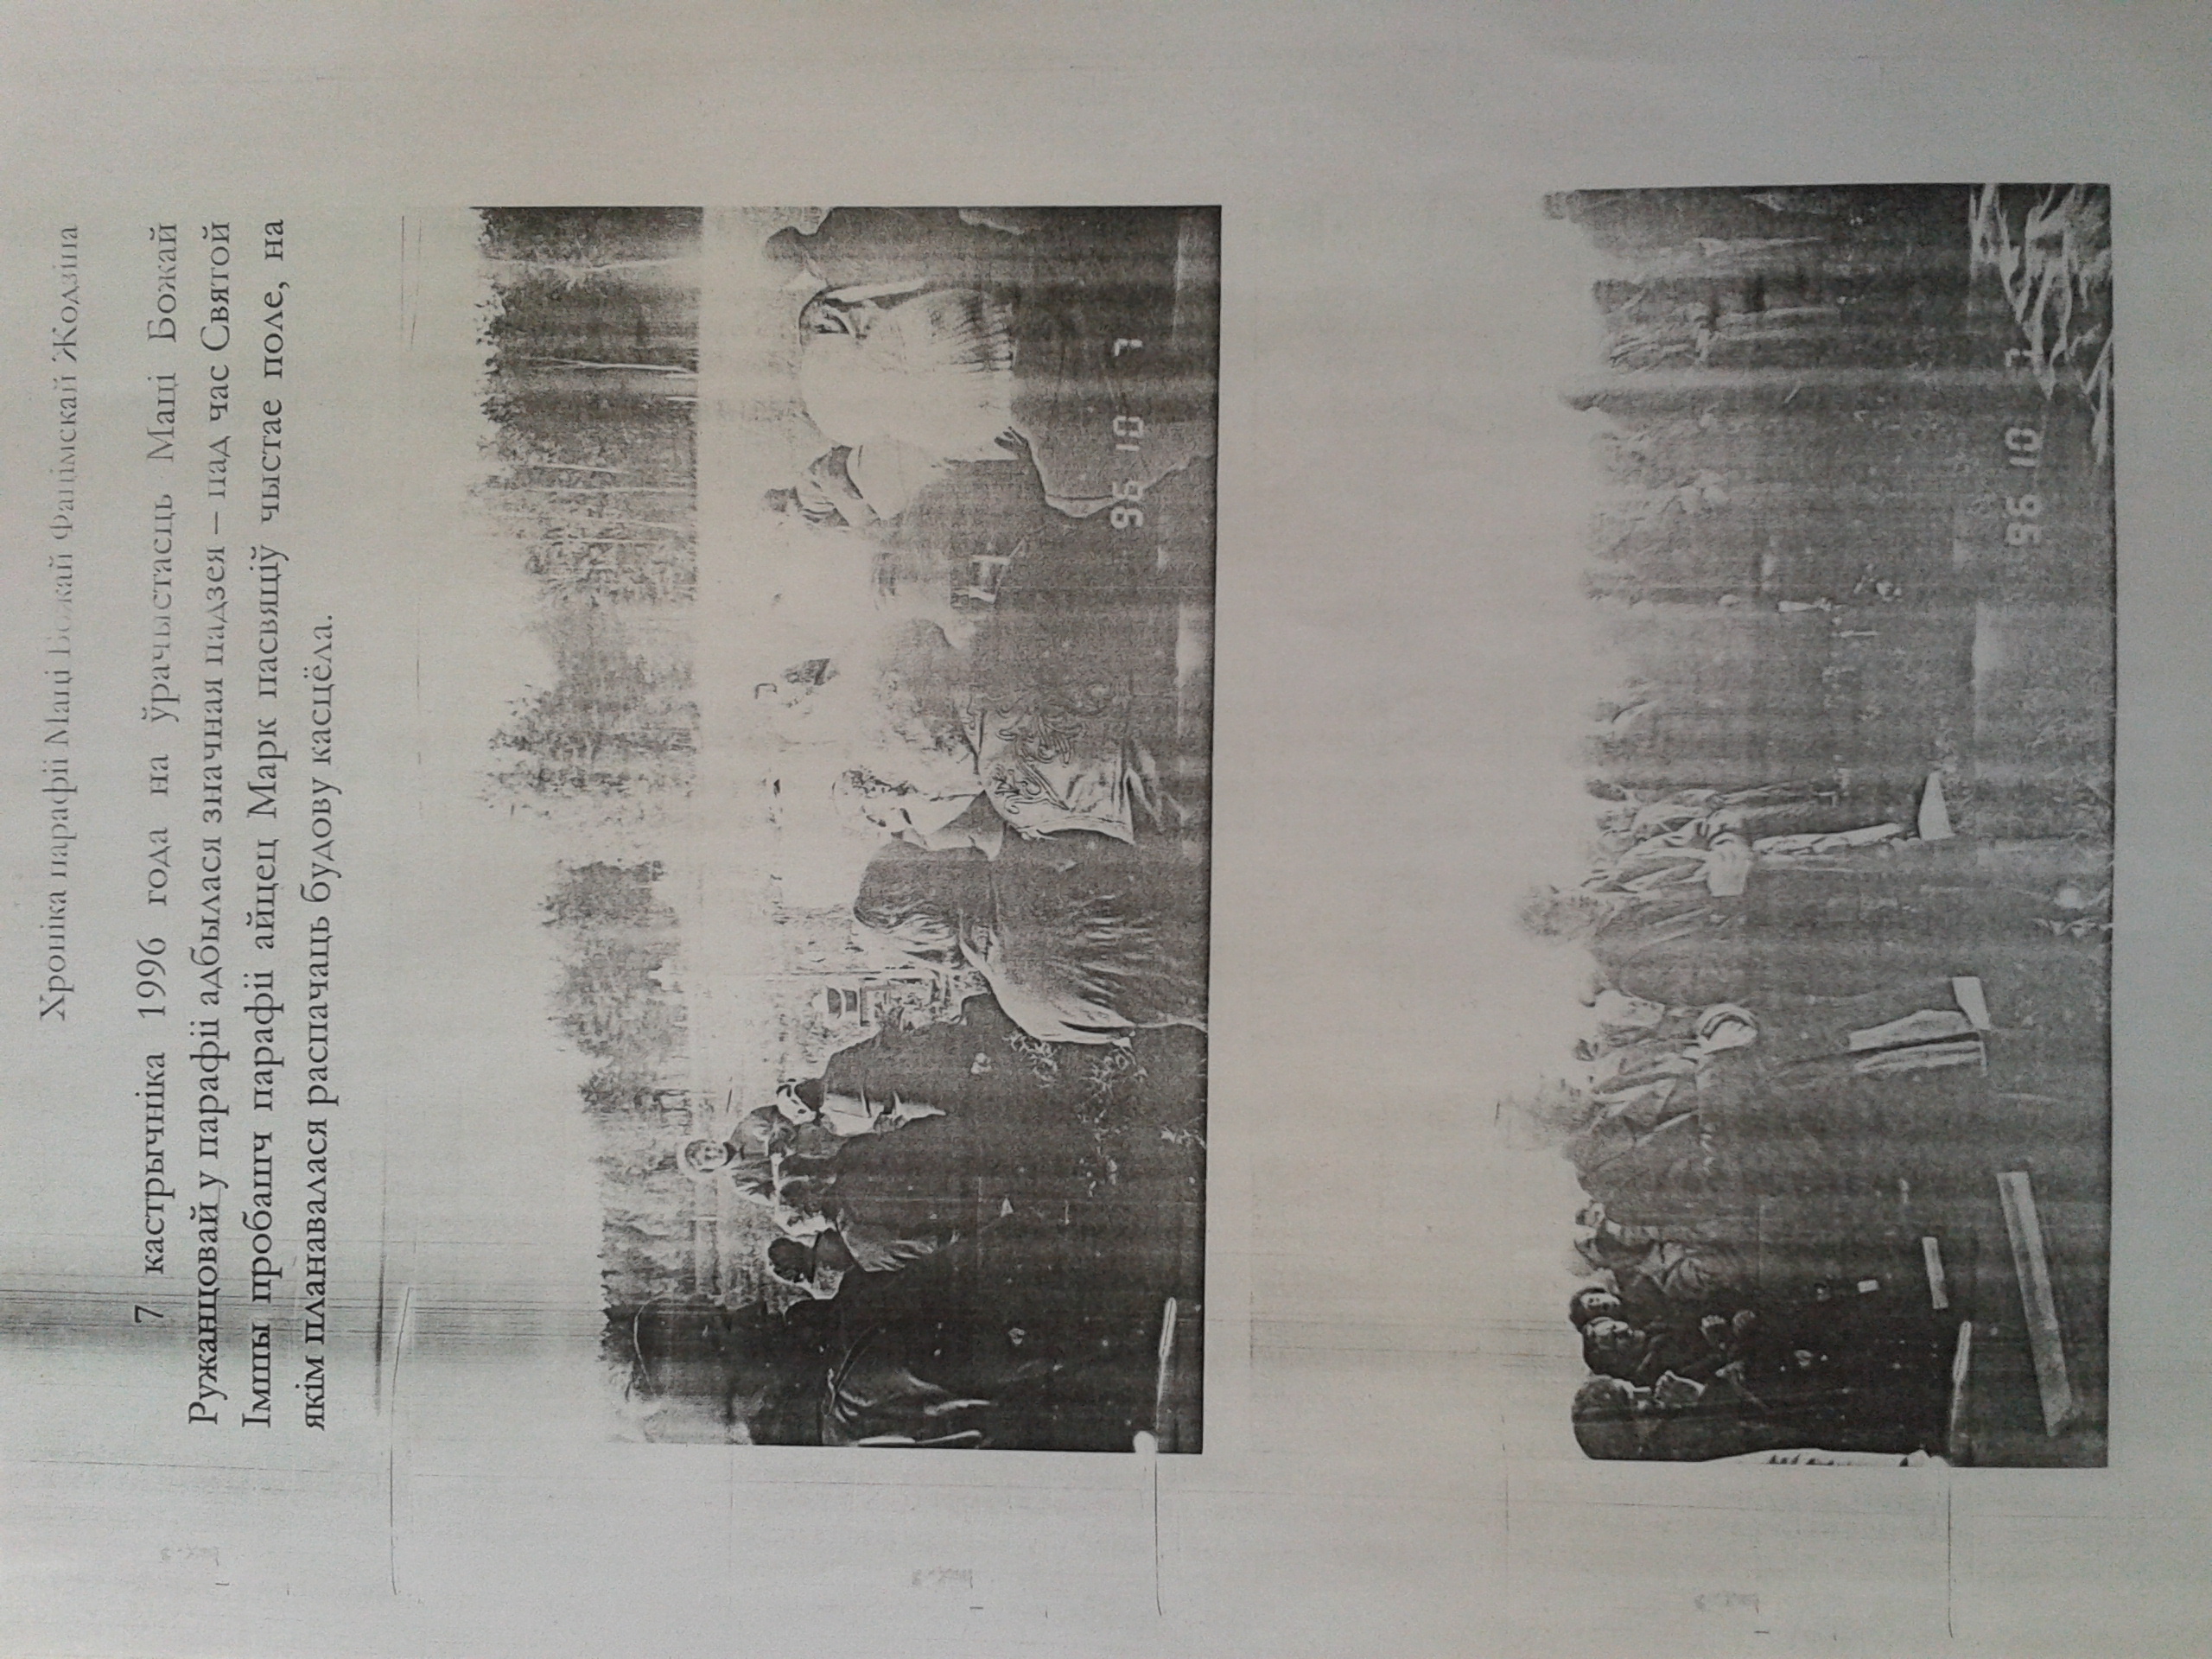 Хроніка парафіі Маці Божай Фацімскай Жодзіна
7 кастрычніка 1996 года на ўрачыстасць Маці Божай
Ружанцовай у парафіі адбылася значная падзея – пад час Святой
Імшы пробашч парафіі айцец Марк пасвяціў чыстае поле, на
якім планавалася распачаць будову касцёла.
96 10 7
96 10 7